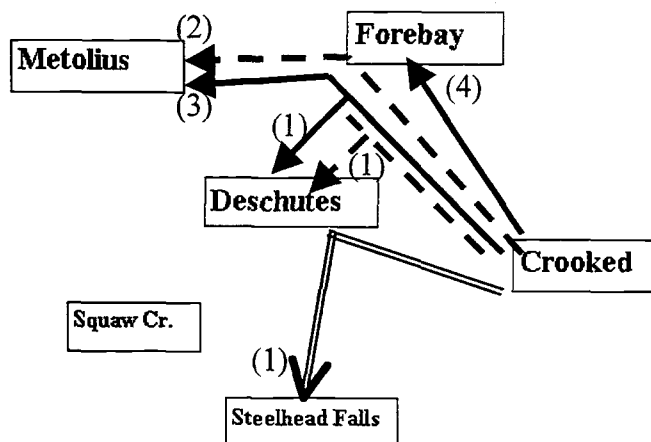 (2)
Forebay
Metolius
(3)
(4)
(1)
(1)
Deschutes
Crooked
Squaw Cr.
(1)
Steelhead Falls